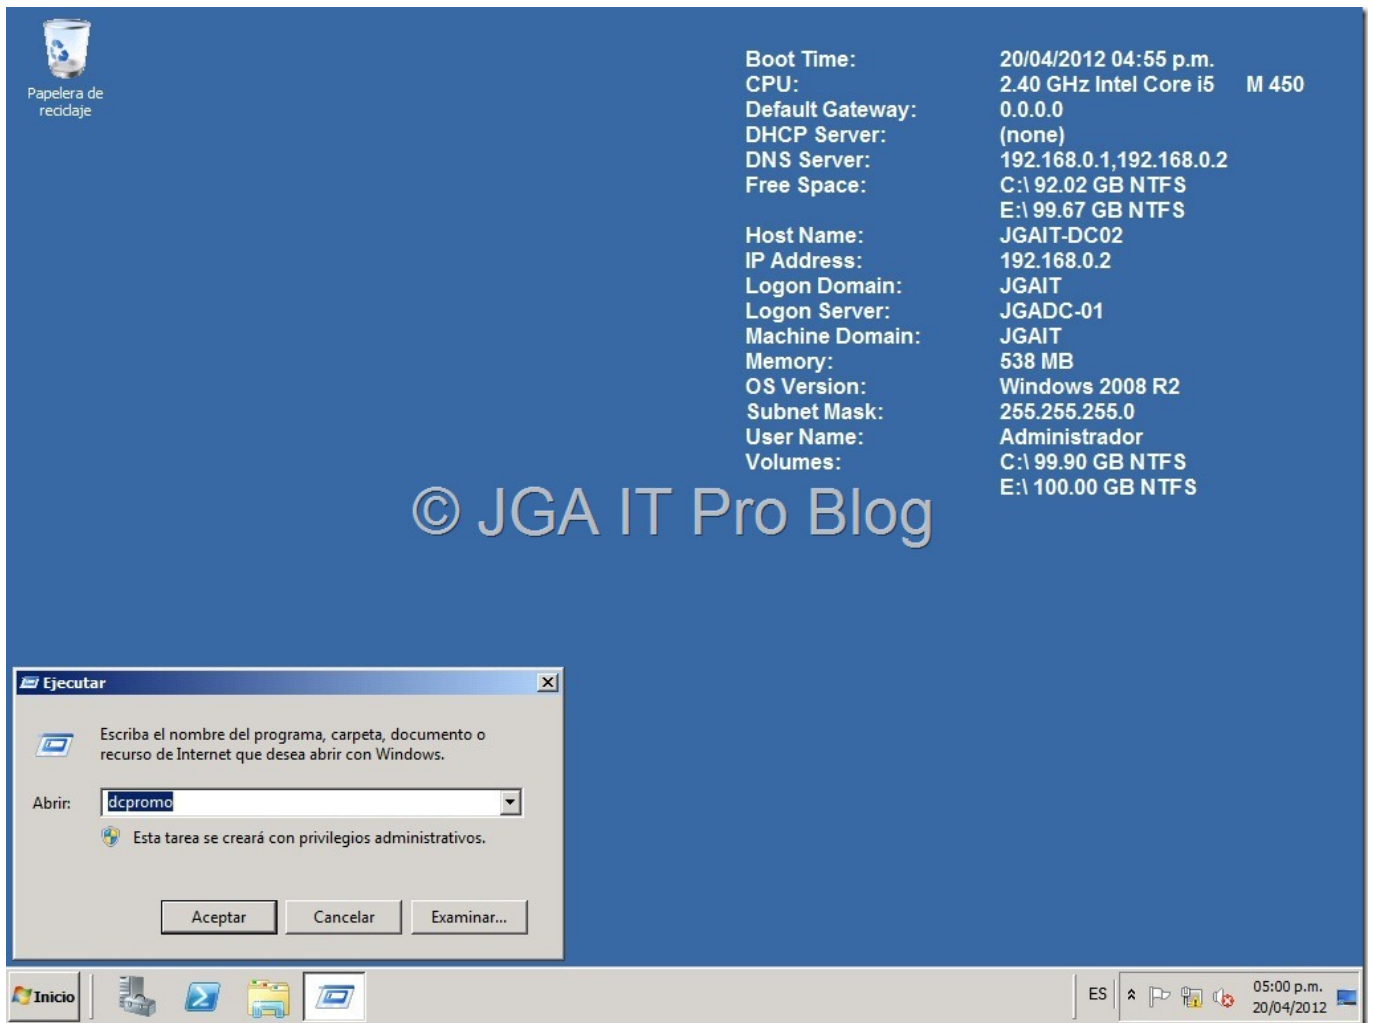 Papelera de
reciclaje
Boot Time: 20/04/2012 04:55 p.m.
CPU: 2.40 GHz Intel Core i5 M 450
Default Gateway: 0.0.0.0
DHCP Server: (none)
DNS Server: 192.168.0.1,192.168.0.2
Free Space: C:\ 92.02 GB NTFS
E:\ 99.67 GB NTFS
Host Name: JGAIT-DC02
IP Address: 192.168.0.2
Logon Domain: JGAIT
Logon Server: JGADC-01
Machine Domain: JGAIT
Memory: 538 MB
OS Version: Windows 2008 R2
Subnet Mask: 255.255.255.0
User Name: Administrador
Volumes: C:\ 99.90 GB NTFS
E:\ 100.00 GB NTFS
© JGA IT Pro Blog
Ejecutar
Escriba el nombre del programa, carpeta, documento o
recurso de Internet que desea abrir con Windows.
Abrir: dcpromo
Esta tarea se creará con privilegios administrativos.
Aceptar Cancelar Examinar...
Inicio ES 05:00 p.m.
20/04/2012